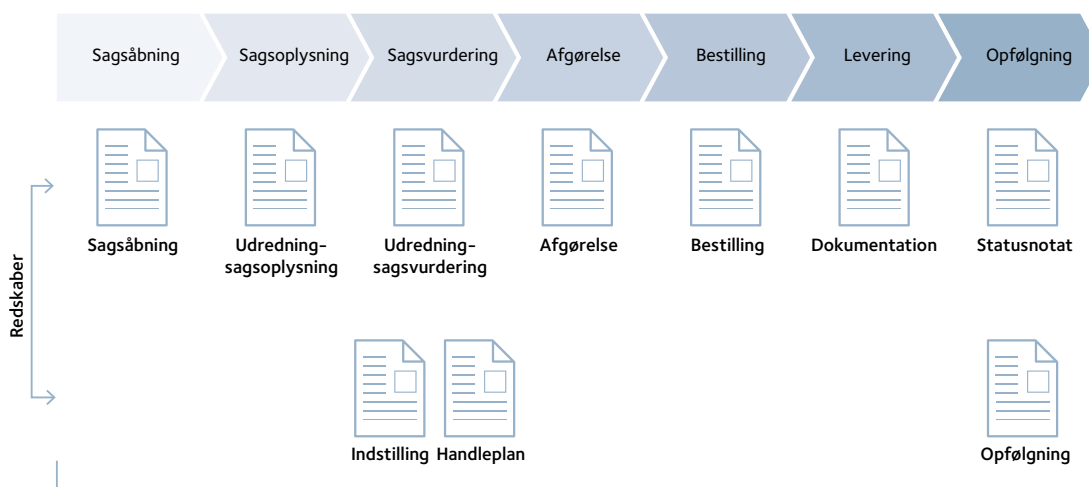 Sagsåbning
Sagsoplysning
Sagsvurdering
Afgørelse
Bestilling
Levering
Opfølgning
Redskaber
Sagsåbning
Udredning-
sagsoplysning
Udredning-
sagsvurdering
Afgørelse
Bestilling
Dokumentation
Statusnotat
Indstilling
Handleplan
Opfølgning